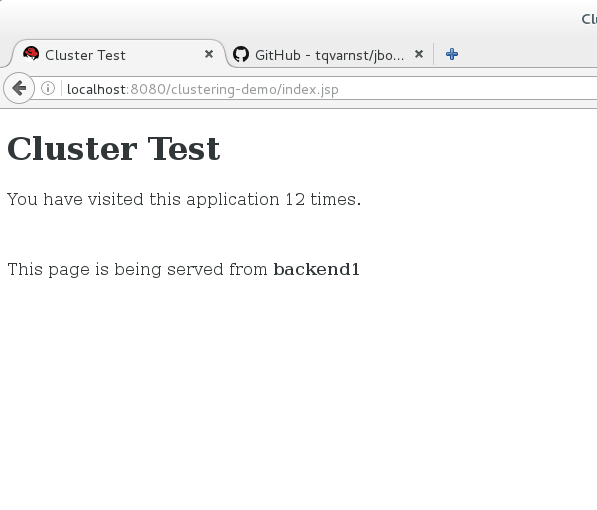 Cl
Cluster Test
GitHub - tqvarnst/jbo...
localhost:8080/clustering-demo/index.jsp
Cluster Test
You have visited this application 12 times.
This page is being served from backend1